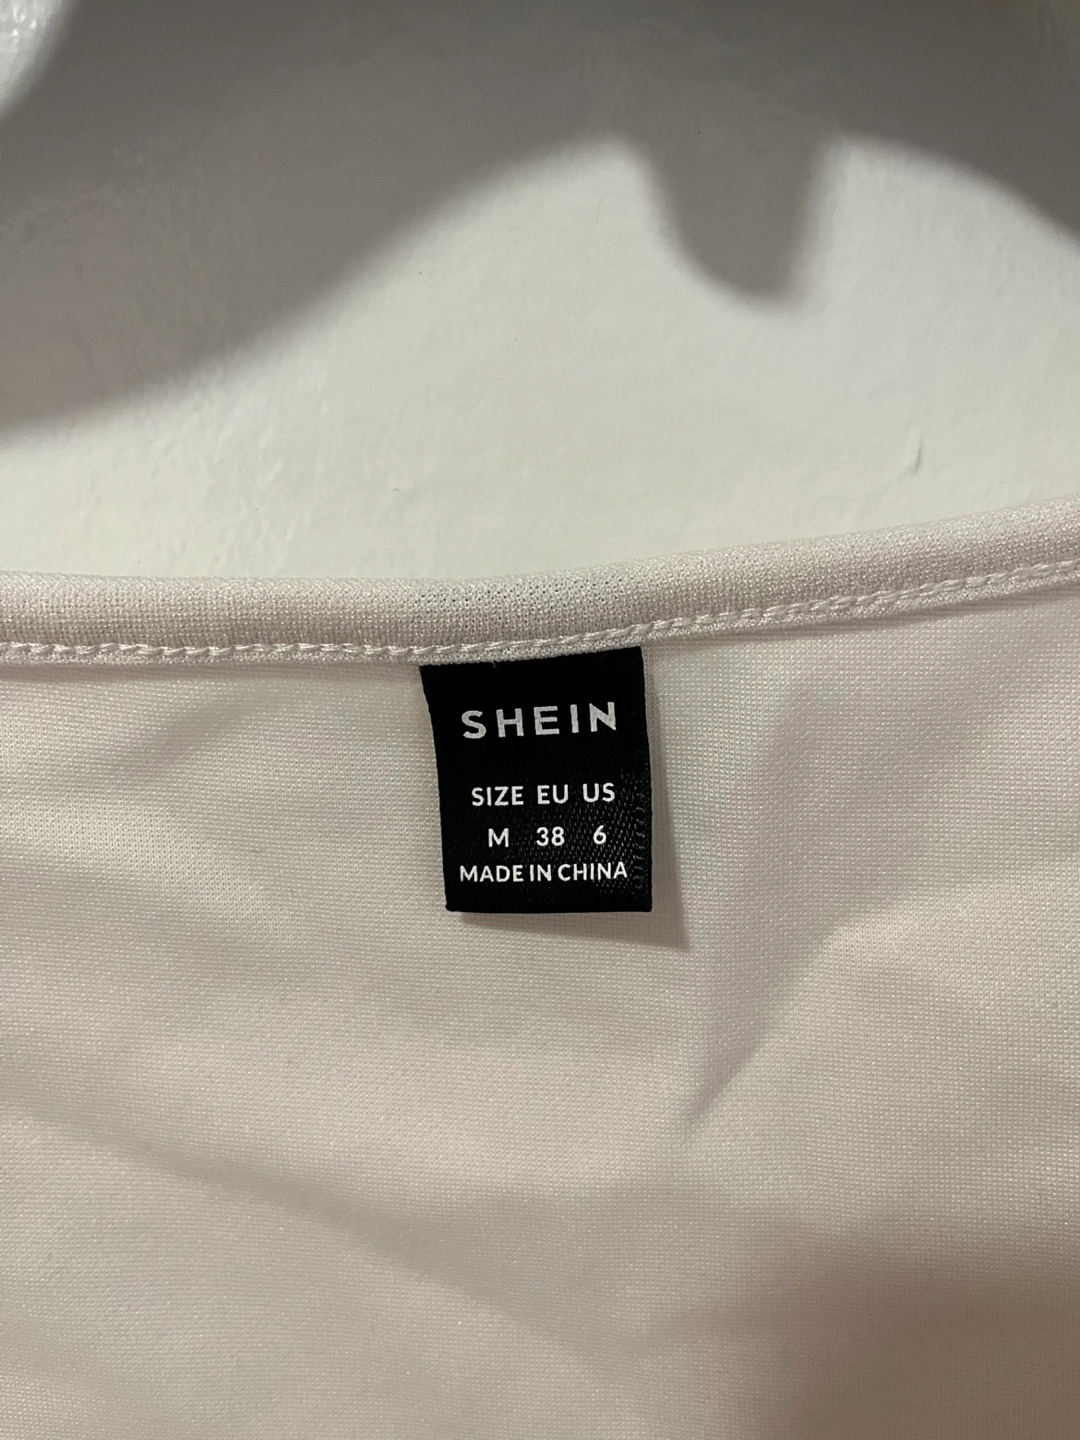 SHEIN
SIZE EU US
M 38 6
MADE IN CHINA